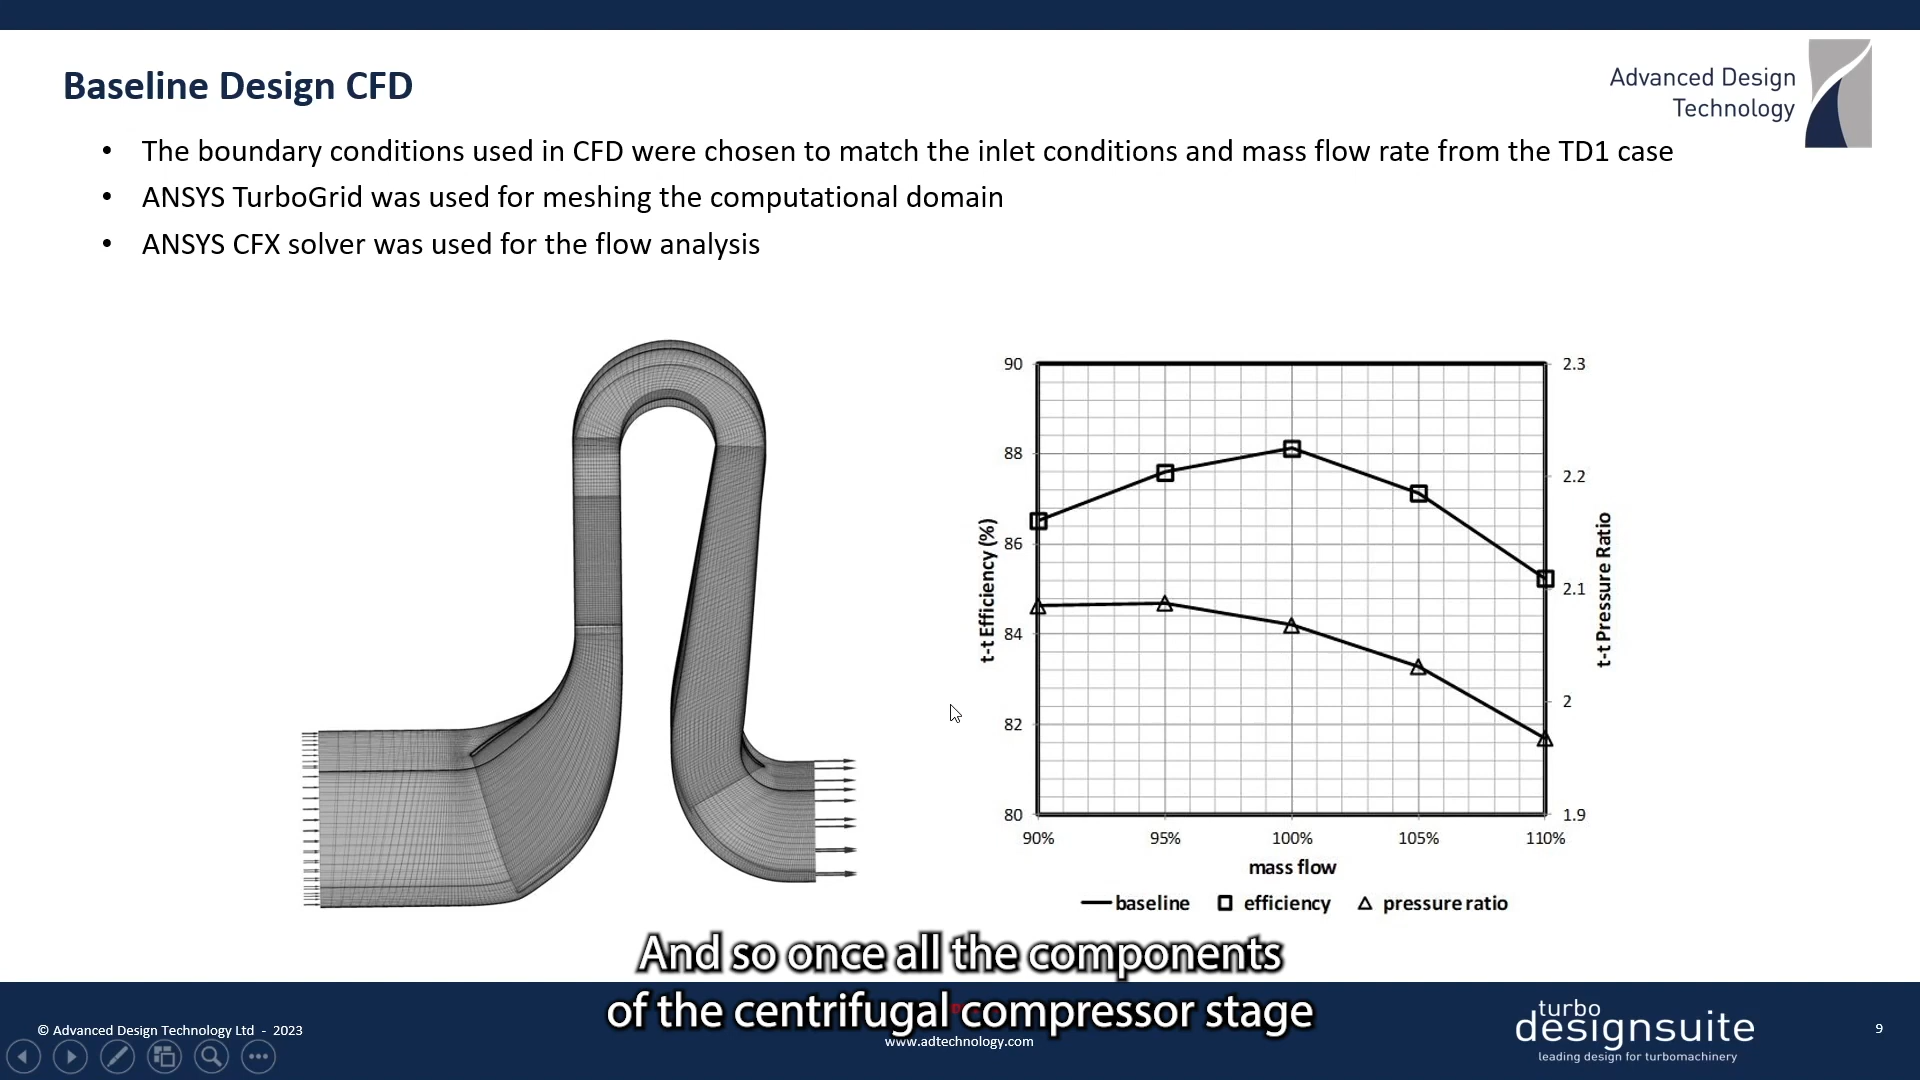 Baseline Design CFD
Advanced Design
Technology
• The boundary conditions used in CFD were chosen to match the inlet conditions and mass flow rate from the TD1 case
• ANSYS TurboGrid was used for meshing the computational domain
• ANSYS CFX solver was used for the flow analysis
90
88
86
84
82
80
t-t Efficiency (%)
2.3
2.2
2.1
2
1.9
t-t Pressure Ratio
90% 95% 100% 105% 110%
mass flow
baseline efficiency pressure ratio
And so once all the components
of the centrifugal compressor stage
© Advanced Design Technology Ltd - 2023
www.adtechnology.com
turbo
designsuite
leading design for turbomachinery
9